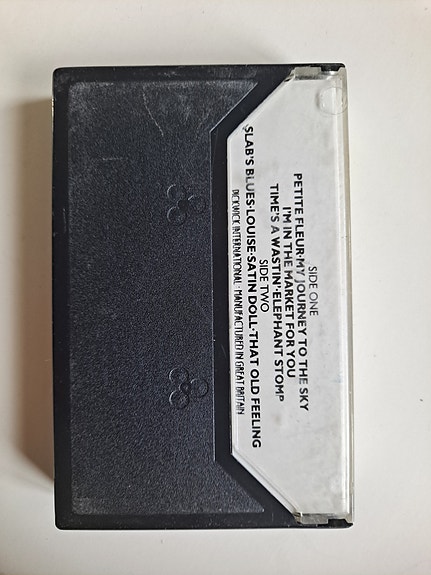 SIDE ONE
PETITE FLEUR·MY JOURNEY TO THE SKY
I'M IN THE MARKET FOR YOU
TIME'S A WASTIN'·ELEPHANT STOMP
SIDE TWO
SLAB'S BLUES·LOUISE·SATIN DOLL·THAT OLD FEELING
PICKWICK INTERNATIONAL · MANUFACTURED IN GREAT BRITAIN